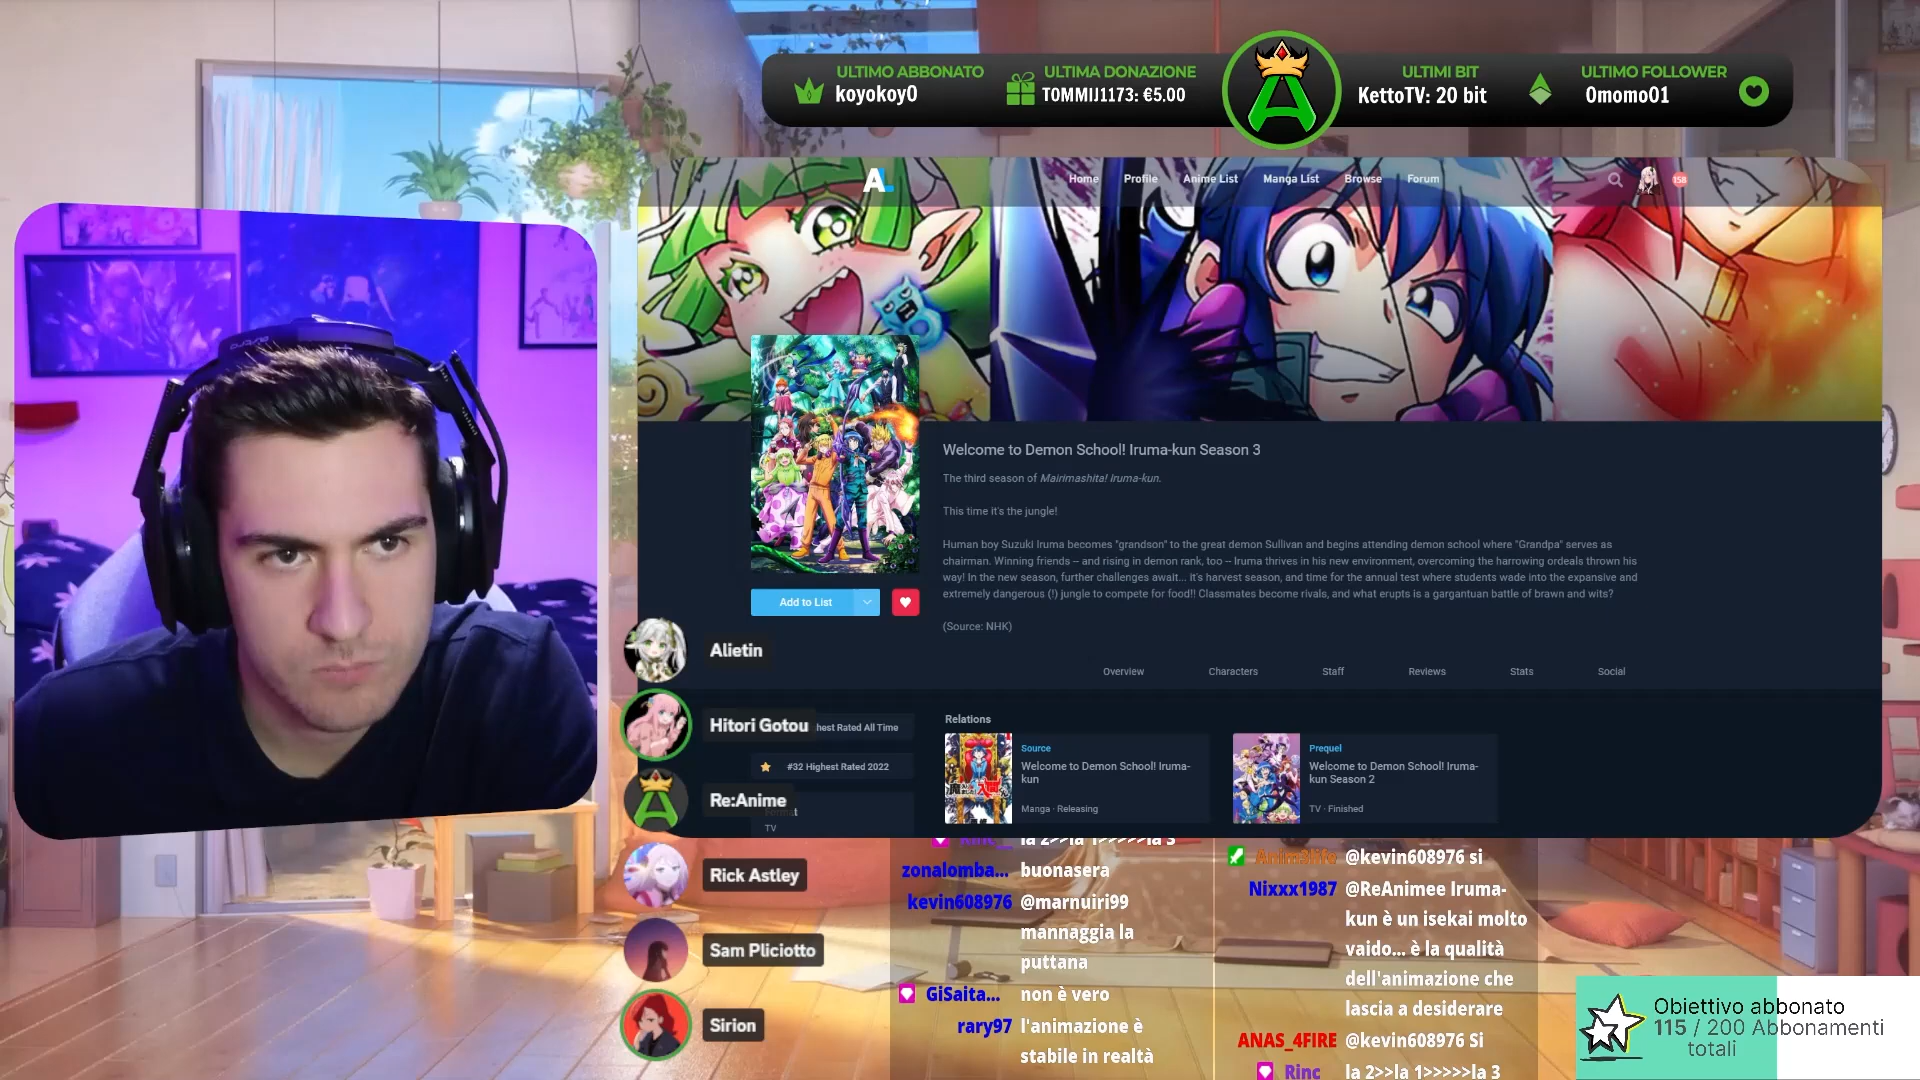 ULTIMO ABBONATO
koyokoy0
ULTIMA DONAZIONE
TOMMIJ1173: €5.00
ULTIMI BIT
KettoTV: 20 bit
ULTIMO FOLLOWER
0momo01
Home
Profile
Anime List
Manga List
Browse
Forum
158
Welcome to Demon School! Iruma-kun Season 3
The third season of Mairimashita! Iruma-kun.
This time it's the jungle!
Human boy Suzuki Iruma becomes "grandson" to the great demon Sullivan and begins attending demon school where "Grandpa" serves as
chairman. Winning friends -- and rising in demon rank, too -- Iruma thrives in his new environment, overcoming the harrowing ordeals thrown his
way! In the new season, further challenges await... it's harvest season, and time for the annual test where students wade into the expansive and
extremely dangerous (!) jungle to compete for food!! Classmates become rivals, and what erupts is a gargantuan battle of brawn and wits?
(Source: NHK)
Add to List
Overview
Characters
Staff
Reviews
Stats
Social
Alietin
Hitori Gotou
hest Rated All Time
#32 Highest Rated 2022
Re:Anime
TV
Rick Astley
Sam Pliciotto
Sirion
Relations
Source
Welcome to Demon School! Iruma-
kun
Manga · Releasing
Prequel
Welcome to Demon School! Iruma-
kun Season 2
TV · Finished
la 2>>la 1>>>>>la 3
zonalomba... buonasera
kevin608976 @marnuiri99
mannaggia la
puttana
GiSaita... non è vero
rary97 l'animazione è
stabile in realtà
@kevin608976 si
Nixxx1987 @ReAnimee Iruma-
kun è un isekai molto
vaido... è la qualità
dell'animazione che
lascia a desiderare
ANAS_4FIRE @kevin608976 Si
Rinc la 2>>la 1>>>>>la 3
Obiettivo abbonato
115 / 200 Abbonamenti
totali